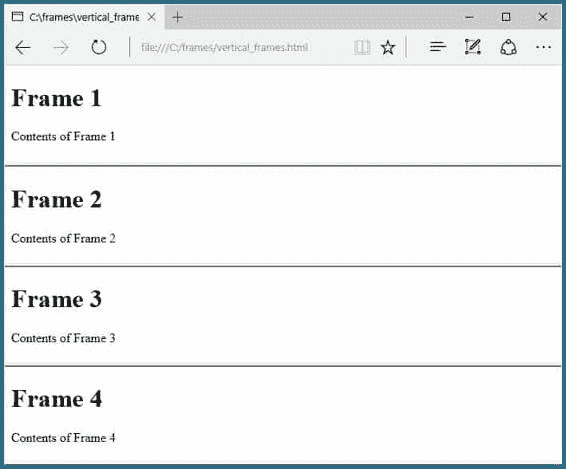 C:\frames\vertical_frame
file:///C:/frames/vertical_frames.html
Frame 1
Contents of Frame 1
Frame 2
Contents of Frame 2
Frame 3
Contents of Frame 3
Frame 4
Contents of Frame 4